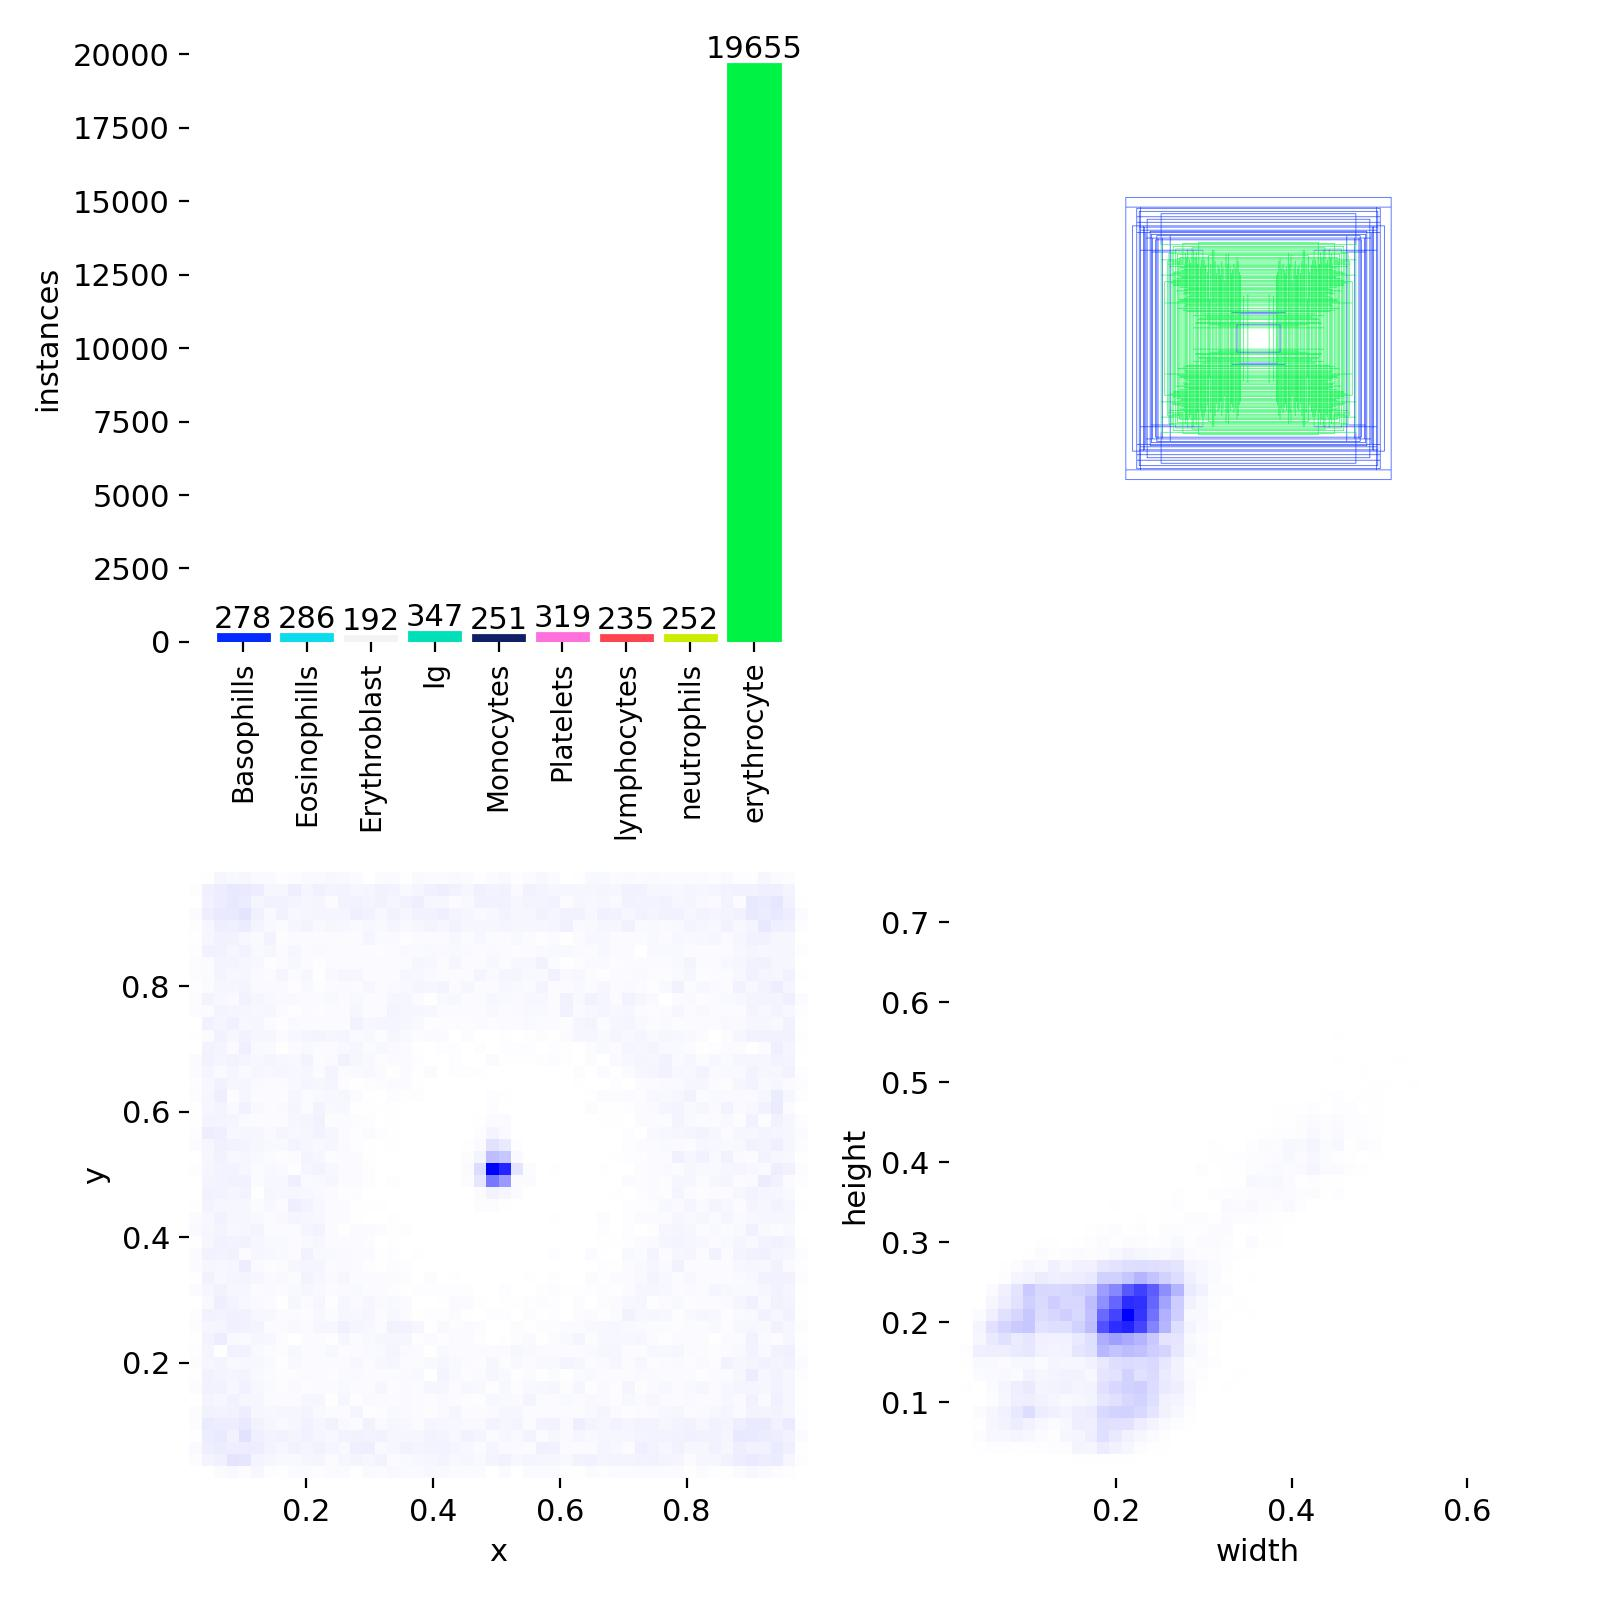 20000
17500
15000
12500
10000
7500
5000
2500
0
instances
278 286 192 347 251 319 235 252 19655
Basophills
Eosinophills
Erythroblast
Ig
Monocytes
Platelets
lymphocytes
neutrophils
erythrocyte
0.8
0.6
0.4
0.2
y
0.2 0.4 0.6 0.8
x
0.7
0.6
0.5
0.4
0.3
0.2
0.1
height
0.2 0.4 0.6
width